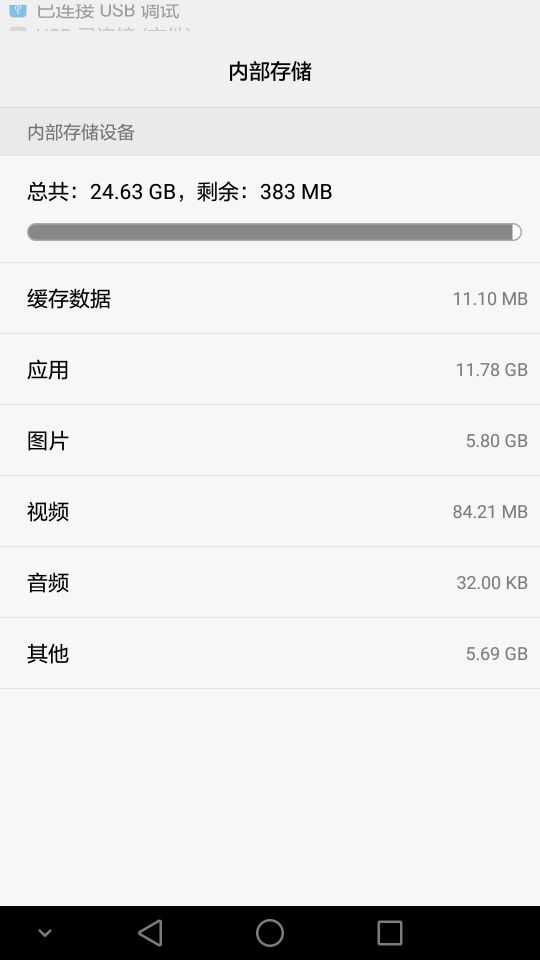 已连接 USB 调试
内部存储
内部存储设备
总共：24.63 GB，剩余：383 MB
缓存数据
11.10 MB
应用
11.78 GB
图片
5.80 GB
视频
84.21 MB
音频
32.00 KB
其他
5.69 GB